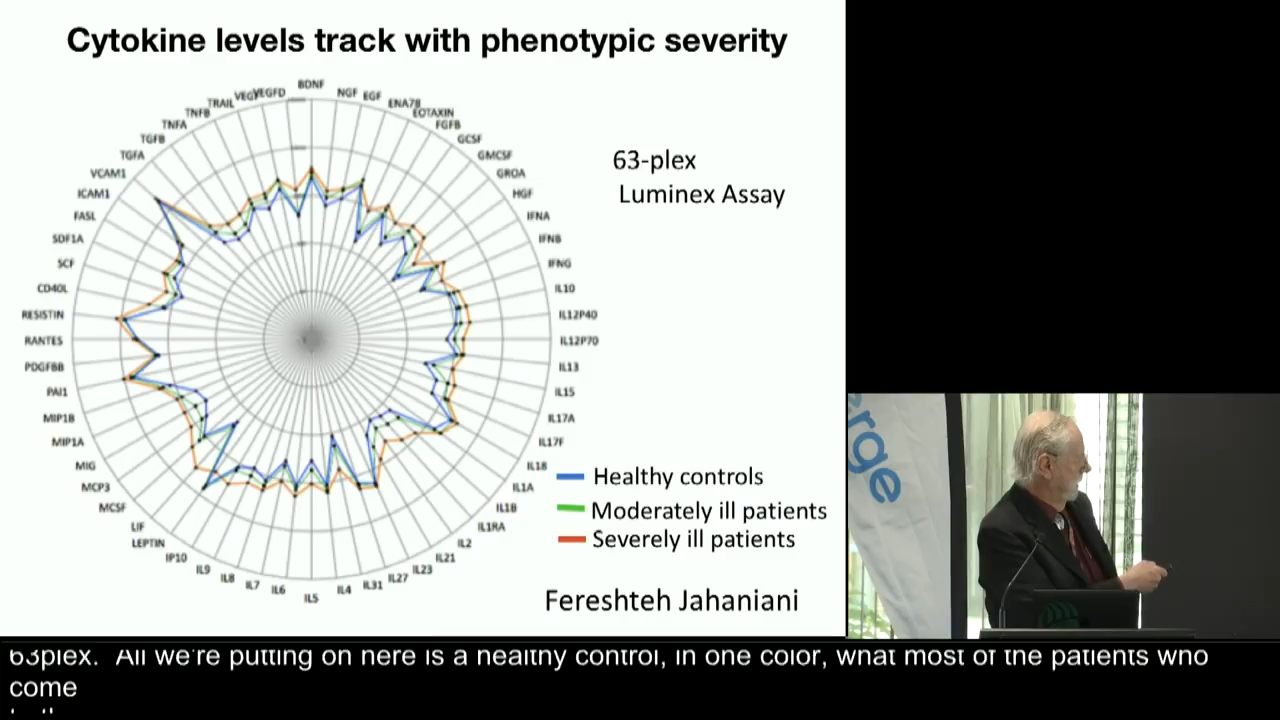 Cytokine levels track with phenotypic severity
BDNF
NGF
EGF
ENA78
EOTAXIN
FGFB
GCSF
GMCSF
GROA
HGF
IFNA
IFNB
IFNG
IL10
IL12P40
IL12P70
IL13
IL15
IL17A
IL17F
IL18
IL1A
IL1B
IL1RA
IL2
IL21
IL23
IL27
IL31
IL4
IL5
IL6
IL7
IL8
IL9
IP10
LEPTIN
LIF
MCSF
MCP3
MIG
MIP1A
MIP1B
PAI1
PDGFBB
RANTES
RESISTIN
CD40L
SCF
SDF1A
FASL
ICAM1
VCAM1
TGFA
TGFB
TNFA
TNFB
TRAIL
VEGFD
63-plex
Luminex Assay
Healthy controls
Moderately ill patients
Severely ill patients
Fereshteh Jahaniani
erge
63plex. All we're putting on here is a healthy control, in one color, what most of the patients who
come